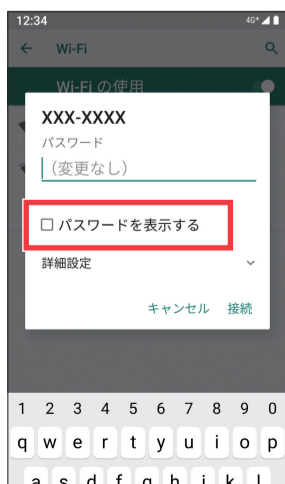 12:34
4G+
Wi-Fi
Wi-Fi の使用
XXX-XXXX
パスワード
（変更なし）
パスワードを表示する
詳細設定
キャンセル 接続
1 2 3 4 5 6 7 8 9 0
q w e r t y u i o p
a s d f g h j k l